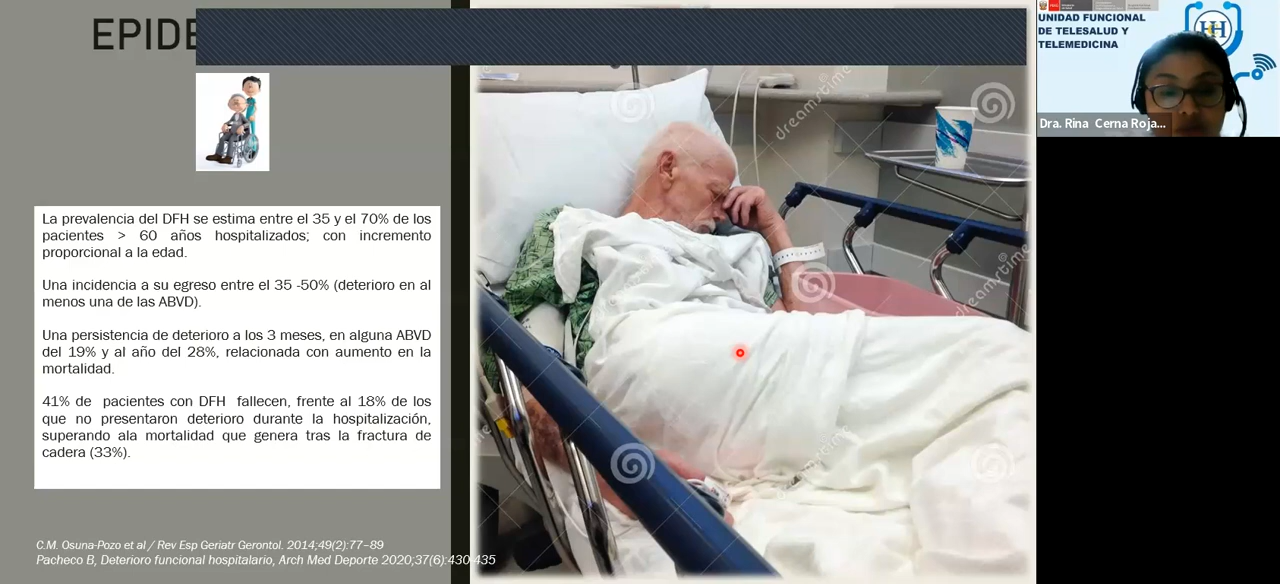 EPIDE
La prevalencia del DFH se estima entre el 35 y el 70% de los
pacientes > 60 años hospitalizados; con incremento
proporcional a la edad.
Una incidencia a su egreso entre el 35 -50% (deterioro en al
menos una de las ABVD).
Una persistencia de deterioro a los 3 meses, en alguna ABVD
del 19% y al año del 28%, relacionada con aumento en la
mortalidad.
41% de pacientes con DFH fallecen, frente al 18% de los
que no presentaron deterioro durante la hospitalización,
superando ala mortalidad que genera tras la fractura de
cadera (33%).
C.M. Osuna-Pozo et al / Rev Esp Geriatr Gerontol. 2014;49(2):77–89
Pacheco B, Deterioro funcional hospitalario, Arch Med Deporte 2020;37(6):430-435
dreamstime
dreamstime
dreamstime
UNIDAD FUNCIONAL
DE TELESALUD Y
TELEMEDICINA
Dra. Rina Cerna Roja...